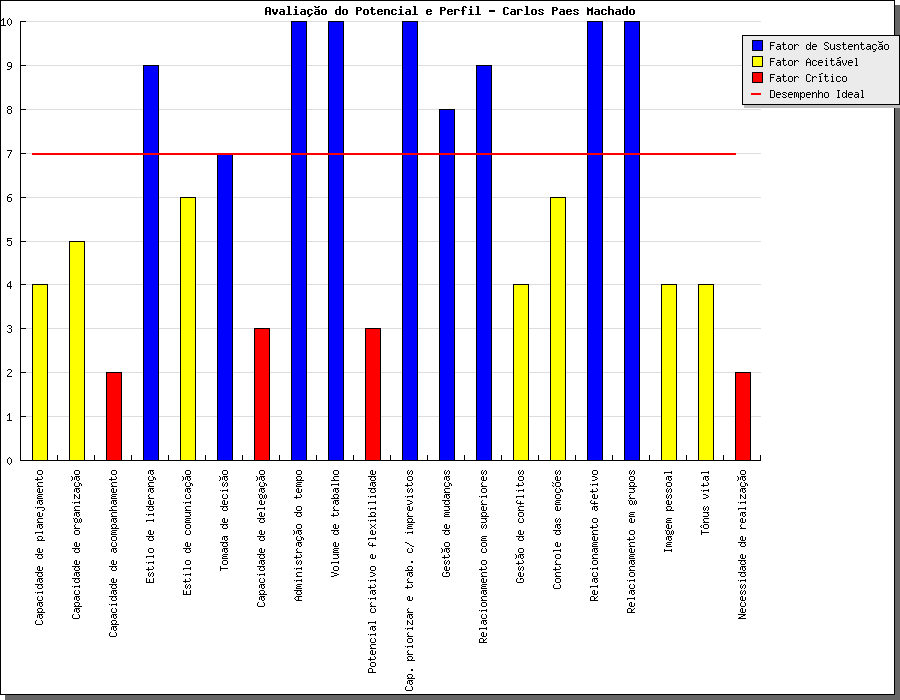 Avaliação do Potencial e Perfil - Carlos Paes Machado
10
9
8
7
6
5
4
3
2
1
0
Fator de Sustentação
Fator Aceitável
Fator Crítico
Desempenho Ideal
Capacidade de planejamento
Capacidade de organização
Capacidade de acompanhamento
Estilo de liderança
Estilo de comunicação
Tomada de decisão
Capacidade de delegação
Administração do tempo
Volume de trabalho
Potencial criativo e flexibilidade
Cap. priorizar e trab. c/ imprevistos
Gestão de mudanças
Relacionamento com superiores
Gestão de conflitos
Controle das emoções
Relacionamento afetivo
Relacionamento em grupos
Imagem pessoal
Tônus vital
Necessidade de realização